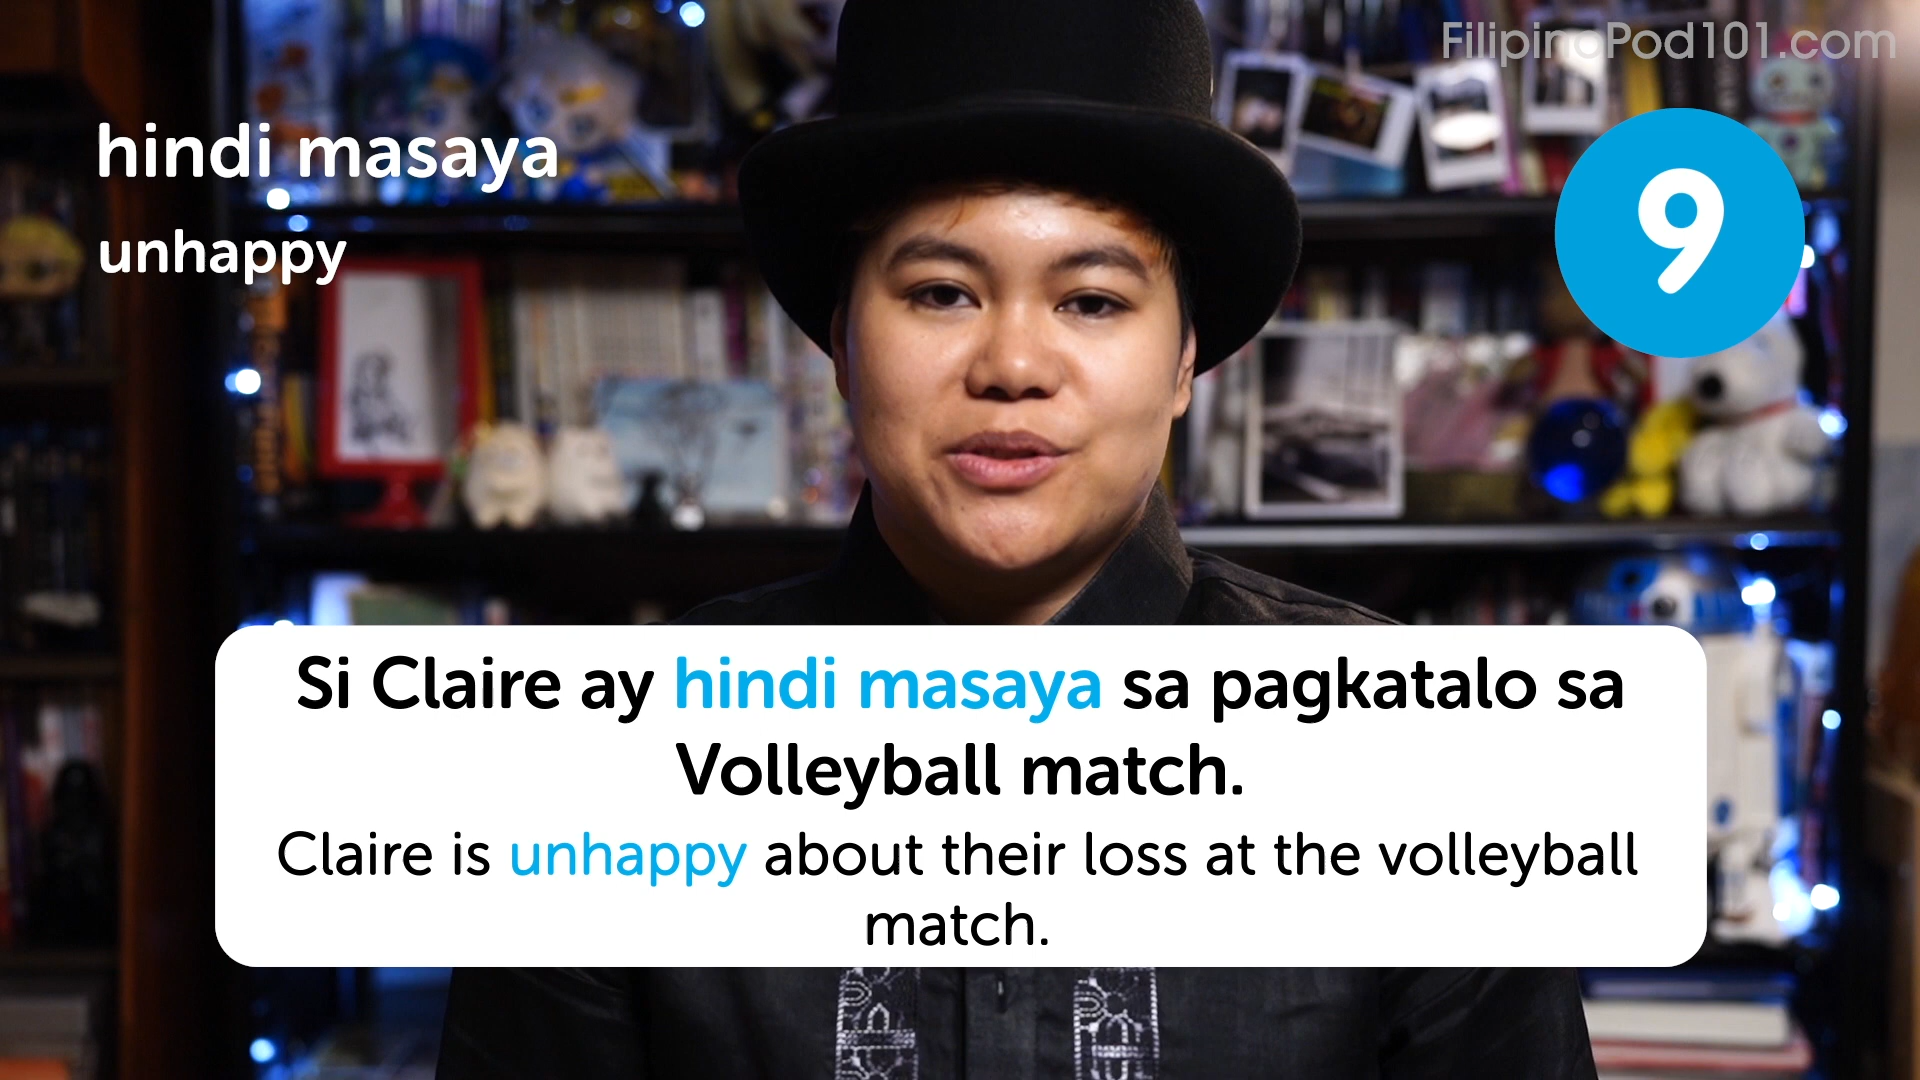 FilipinoPod101.com
hindi masaya
unhappy
9
Si Claire ay hindi masaya sa pagkatalo sa
Volleyball match.
Claire is unhappy about their loss at the volleyball
match.